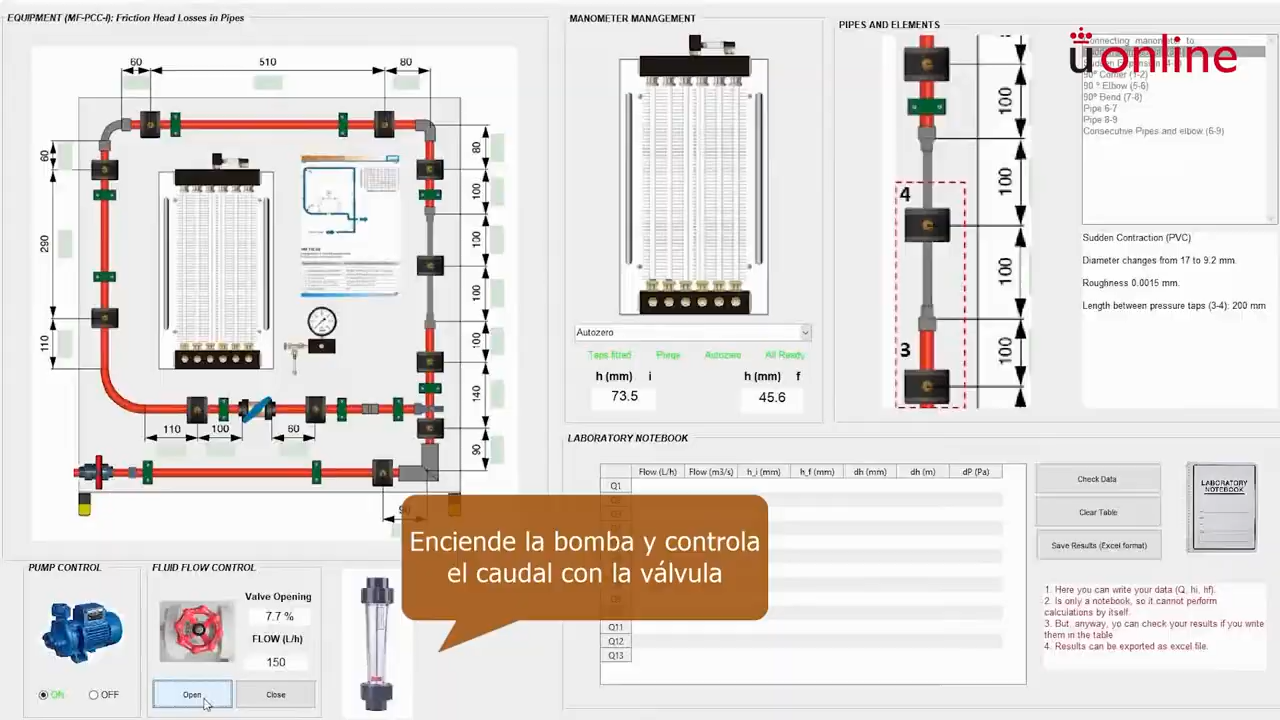 EQUIPMENT (MF-PCC-I): Friction Head Losses in Pipes
60
510
80
60
290
110
80
100
100
100
100
140
90
110
100
60
PUMP CONTROL
ON
OFF
FLUID FLOW CONTROL
Valve Opening
7.7 %
FLOW (L/h)
150
Open
Close
Enciende la bomba y controla
el caudal con la válvula
MANOMETER MANAGEMENT
Autozero
Taps fitted
Autozero
All Ready
h (mm) i
h (mm) f
73.5
45.6
PIPES AND ELEMENTS
4
3
100
100
100
100
uonline
Connecting manometer to
90º Corner (1-2)
90 º Elbow (5-6)
90º Bend (7-8)
Pipe 6-7
Pipe 8-9
Consecutive Pipes and elbow (6-9)
Sudden Contraction (PVC)
Diameter changes from 17 to 9.2 mm.
Roughness 0.0015 mm.
Length between pressure taps (3-4): 200 mm
LABORATORY NOTEBOOK
Flow (L/h) Flow (m3/s) h_i (mm) h_f (mm) dh (mm) dh (m) dP (Pa)
Q1
Q11
Q12
Q13
Check Data
Clear Table
Save Results (Excel format)
LABORATORY
NOTEBOOK
1. Here you can write your data (Q, hi, hf).
2. Is only a notebook, so it cannot perform
calculations by itself.
3. But, anyway, yo can check your results if you write
them in the table
4. Results can be exported as excel file.